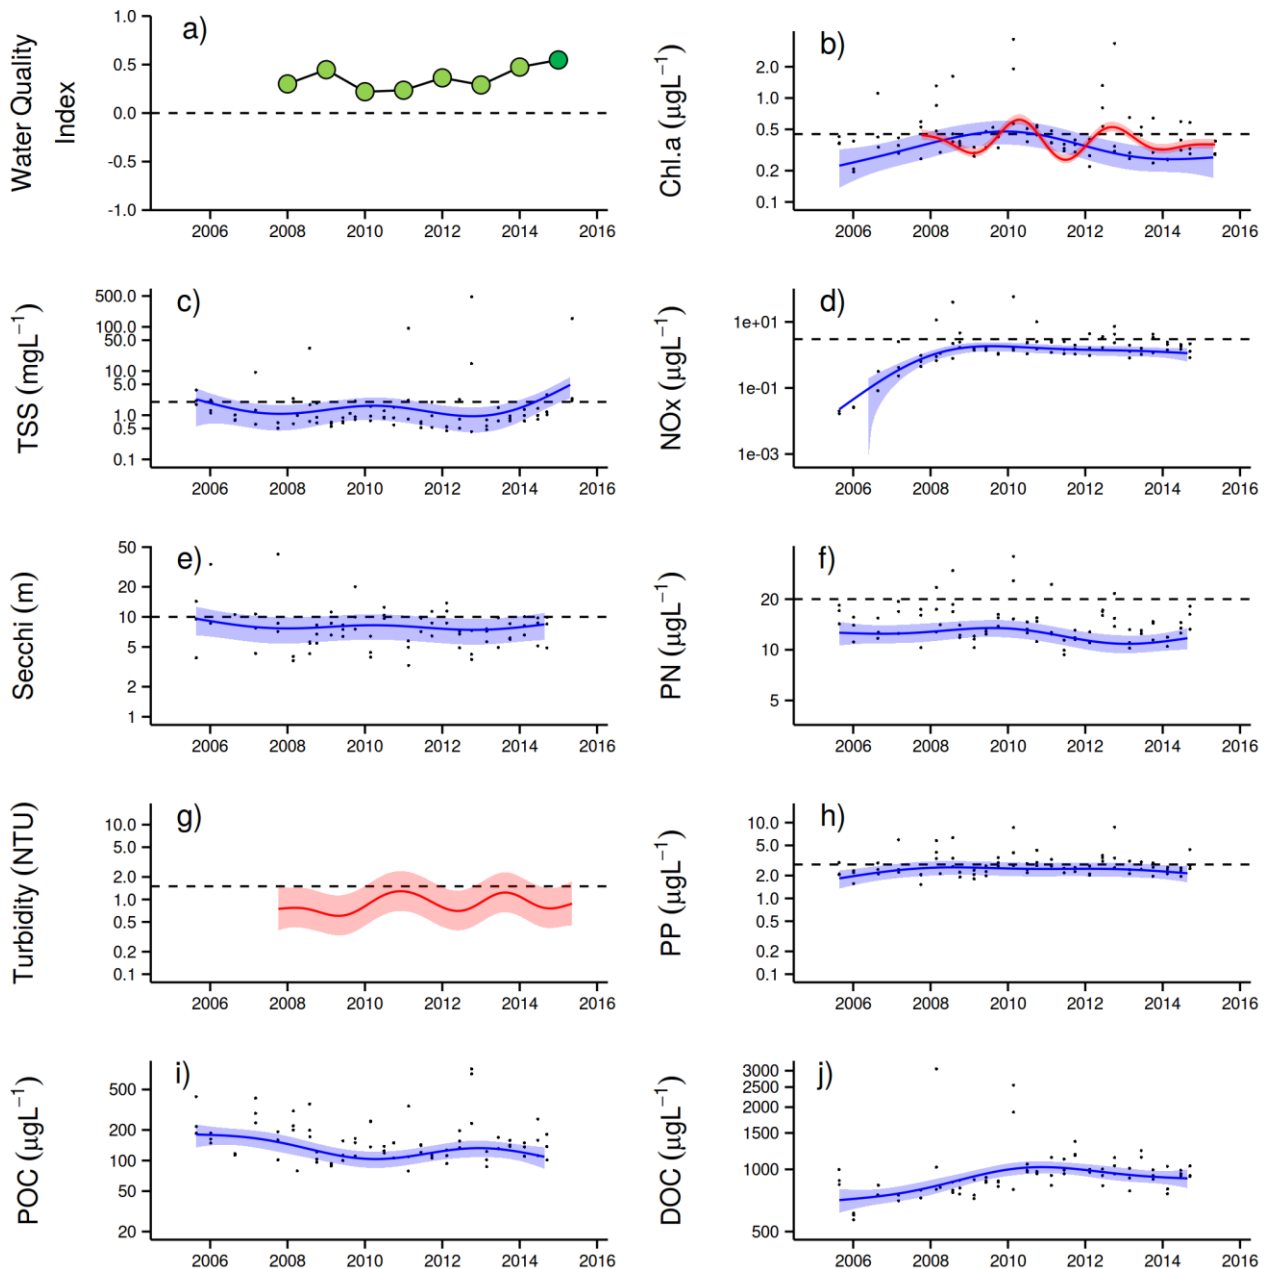 Water Quality
Index
a)
1.0
0.5
0.0
-0.5
-1.0
2006 2008 2010 2012 2014 2016
Chl.a (µgL⁻¹)
b)
2.0
1.0
0.5
0.2
0.1
2006 2008 2010 2012 2014 2016
TSS (mgL⁻¹)
c)
500.0
100.0
50.0
10.0
5.0
1.0
0.5
0.1
2006 2008 2010 2012 2014 2016
NOx (µgL⁻¹)
d)
1e+01
1e-01
1e-03
2006 2008 2010 2012 2014 2016
Secchi (m)
e)
50
20
10
5
2
1
2006 2008 2010 2012 2014 2016
PN (µgL⁻¹)
f)
20
10
5
2006 2008 2010 2012 2014 2016
Turbidity (NTU)
g)
10.0
5.0
2.0
1.0
0.5
0.2
0.1
2006 2008 2010 2012 2014 2016
PP (µgL⁻¹)
h)
10.0
5.0
2.0
1.0
0.5
0.2
0.1
2006 2008 2010 2012 2014 2016
POC (µgL⁻¹)
i)
500
200
100
50
20
2006 2008 2010 2012 2014 2016
DOC (µgL⁻¹)
j)
3000
2500
2000
1500
1000
500
2006 2008 2010 2012 2014 2016